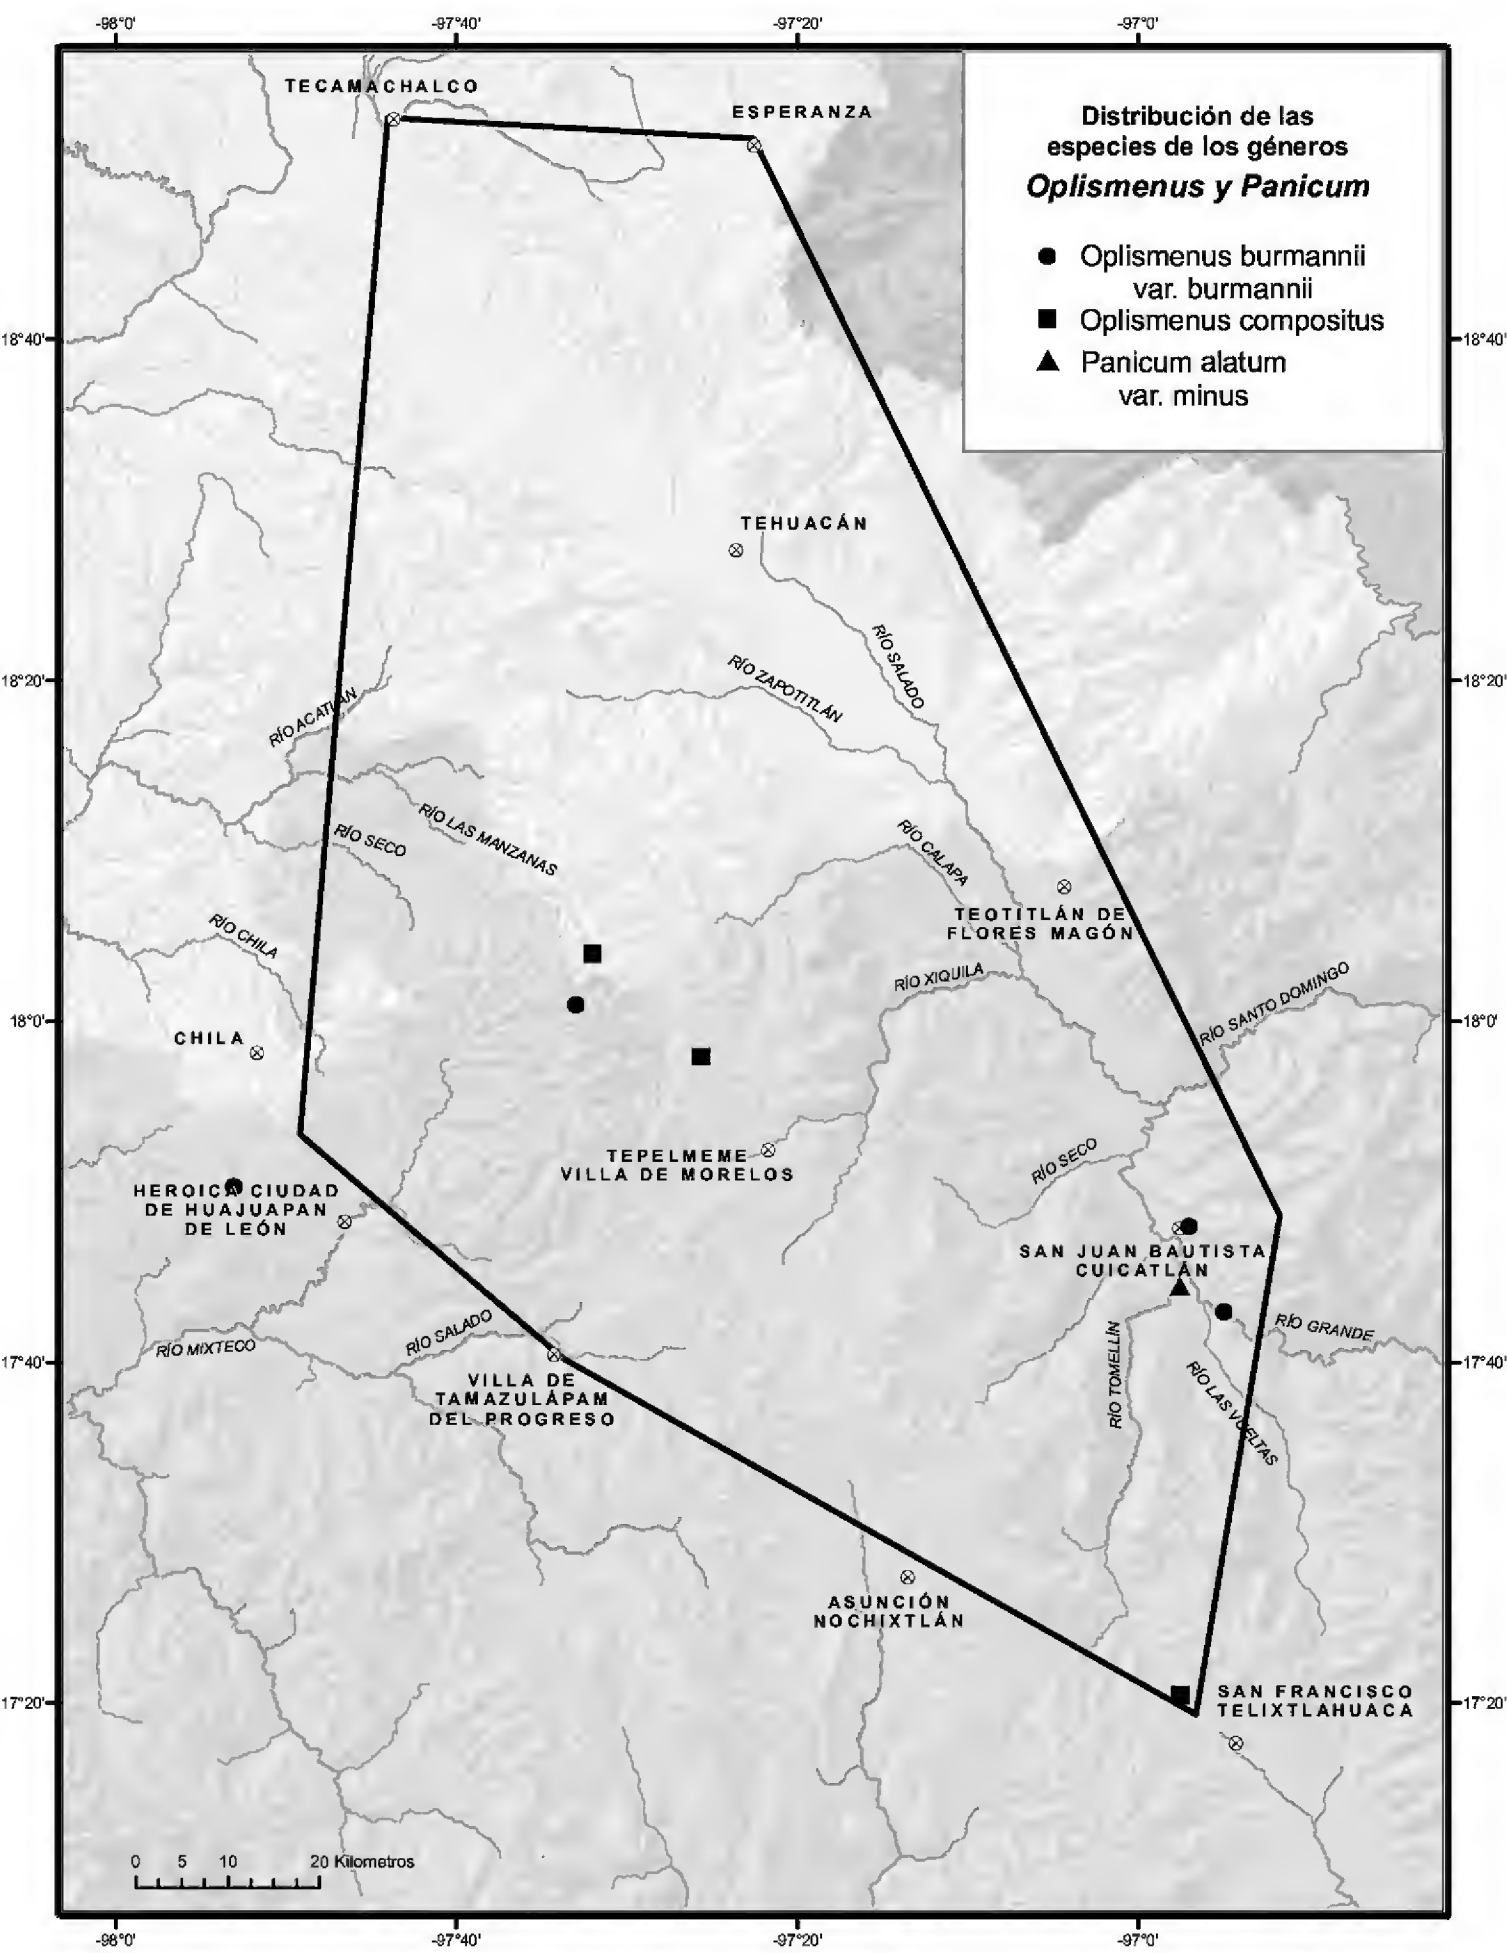 -98°0'
-97°40'
-97°20'
-97°0'
TECAMACHALCO
ESPERANZA
Distribución de las
especies de los géneros
Oplismenus y Panicum
Oplismenus burmannii
var. burmannii
Oplismenus compositus
Panicum alatum
var. minus
18°40'
18°40'
TEHUACÁN
RÍO SALADO
18°20'
18°20'
RÍO ZAPOTITLÁN
RÍO ACATLÁN
RÍO LAS MANZANAS
RÍO SECO
RÍO CALAPA
TEOTITLÁN DE
FLORES MAGÓN
RÍO CHILA
RÍO XIQUILA
RÍO SANTO DOMINGO
18°0'
18°0'
CHILA
TEPELMEME
VILLA DE MORELOS
RÍO SECO
HEROICA CIUDAD
DE HUAJUAPAN
DE LEÓN
SAN JUAN BAUTISTA
CUICATLÁN
RÍO MIXTECO
RÍO SALADO
RÍO TOMELLÍN
RÍO GRANDE
17°40'
17°40'
VILLA DE
TAMAZULÁPAM
DEL PROGRESO
RÍO LAS VUELTAS
ASUNCIÓN
NOCHIXTLÁN
17°20'
17°20'
SAN FRANCISCO
TELIXTLAHUACA
0 5 10 20 Kilometros
-98°0'
-97°40'
-97°20'
-97°0'